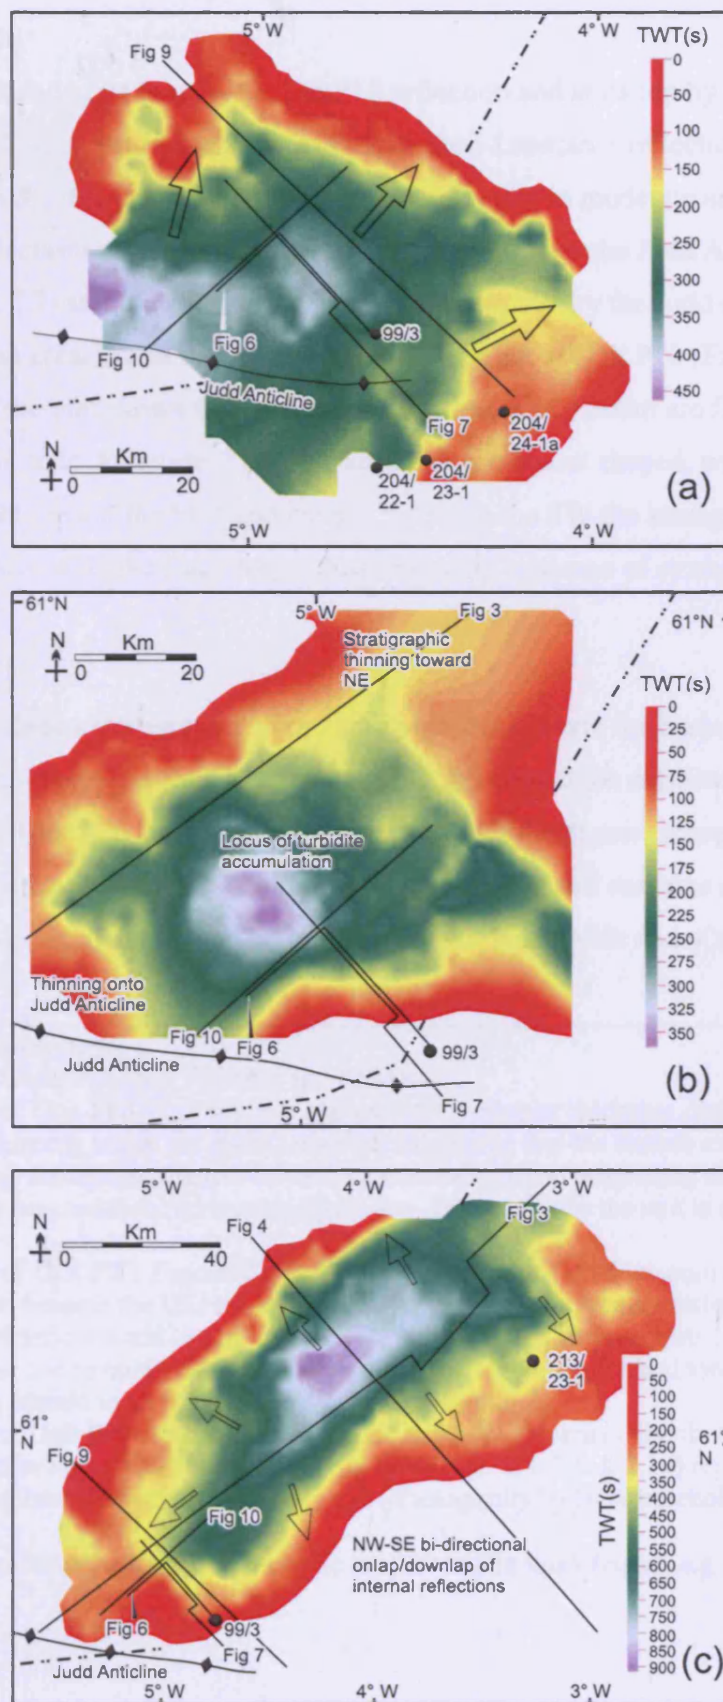 5° W
4° W
Fig 9
TWT(s)
0
50
100
150
200
250
300
350
400
450
99/3
Fig 6
Fig 10
Judd Anticline
Fig 7
204/
24-1a
N
Km
0
20
204/
22-1
204/
23-1
(a)
5° W
4° W
61° N
5° W
Fig 3
61° N
N
Km
0
20
Stratigraphic
thinning toward
NE
TWT(s)
0
25
50
75
100
125
150
175
200
225
250
275
300
325
350
Locus of turbidite
accumulation
Thinning onto
Judd Anticline
Fig 10
Fig 6
99/3
Judd Anticline
Fig 7
(b)
5° W
5° W
4° W
3° W
N
Km
0
40
Fig 4
Fig 3
213/
23-1
0
50
100
150
200
250
300
350
400
450
500
550
600
650
700
750
800
850
900
TWT(s)
61°
N
61°
N
Fig 9
Fig 10
NW-SE bi-directional
onlap/downlap of
internal reflections
Fig 6
99/3
Fig 7
Judd Anticline
(c)
5° W
4° W
3° W